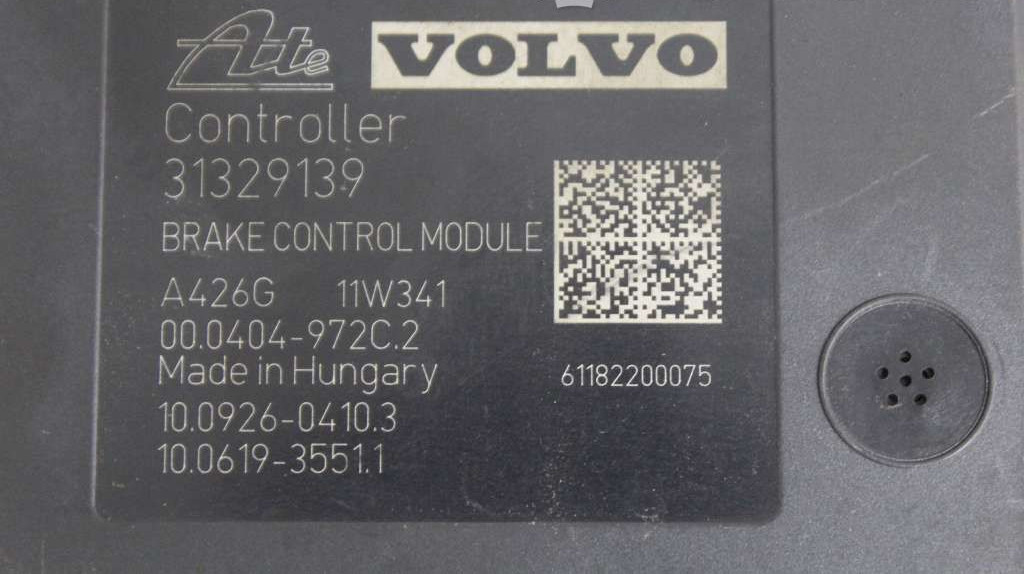 Ate VOLVO
Controller
31329139
BRAKE CONTROL MODULE
A426G 11W341
00.0404-972C.2
Made in Hungary
61182200075
10.0926-0410.3
10.0619-3551.1